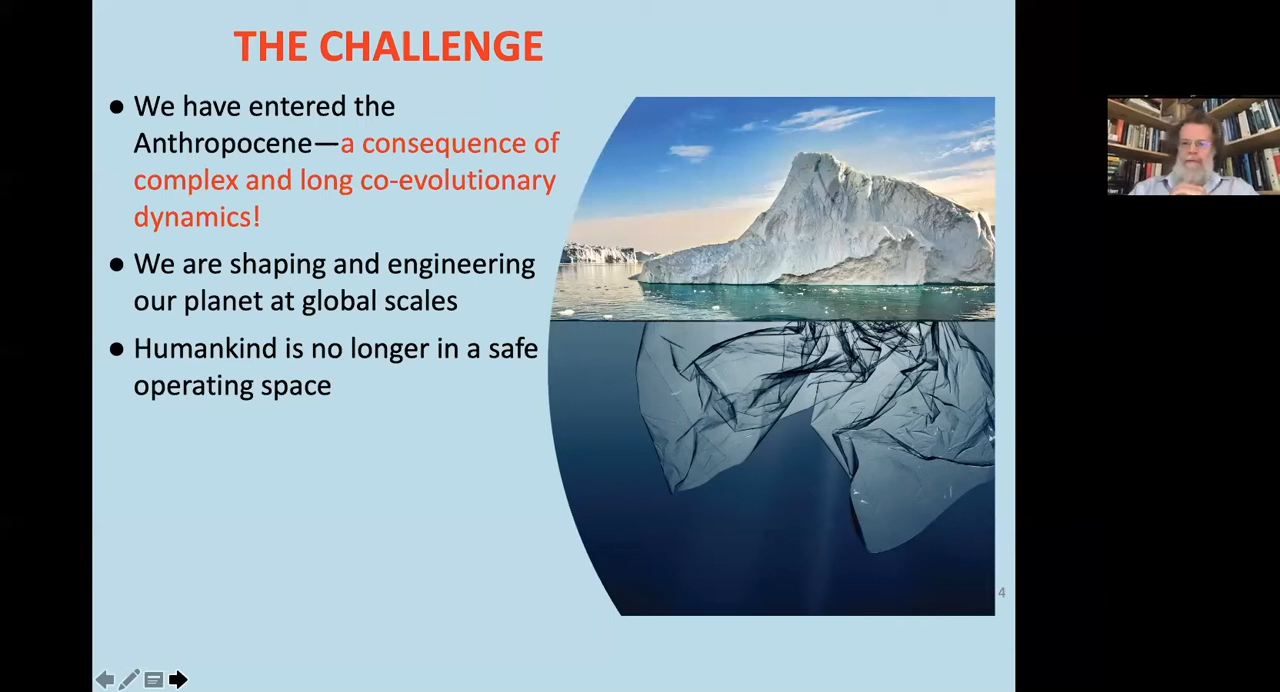 THE CHALLENGE
● We have entered the
Anthropocene—a consequence of
complex and long co-evolutionary
dynamics!
● We are shaping and engineering
our planet at global scales
● Humankind is no longer in a safe
operating space
4